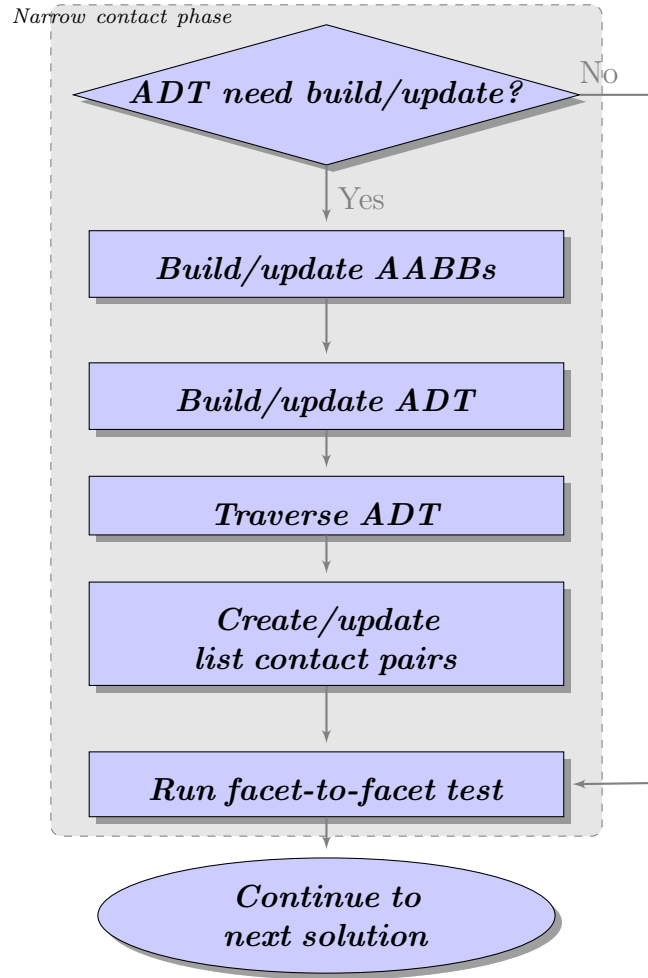 Narrow contact phase
ADT need build/update?
No
Yes
Build/update AABBs
Build/update ADT
Traverse ADT
Create/update
list contact pairs
Run facet-to-facet test
Continue to
next solution